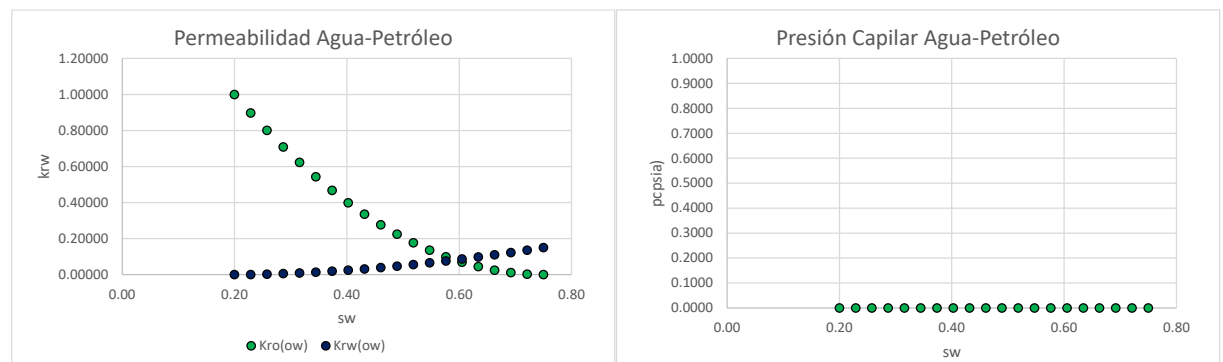 Permeabilidad Agua-Petróleo
1.20000
1.00000
0.80000
0.60000
0.40000
0.20000
0.00000
krw
0.00 0.20 0.40 0.60 0.80
sw
Kro(ow) Krw(ow)
Presión Capilar Agua-Petróleo
1.0000
0.9000
0.8000
0.7000
0.6000
0.5000
0.4000
0.3000
0.2000
0.1000
0.0000
pcpsia)
0.00 0.20 0.40 0.60 0.80
sw